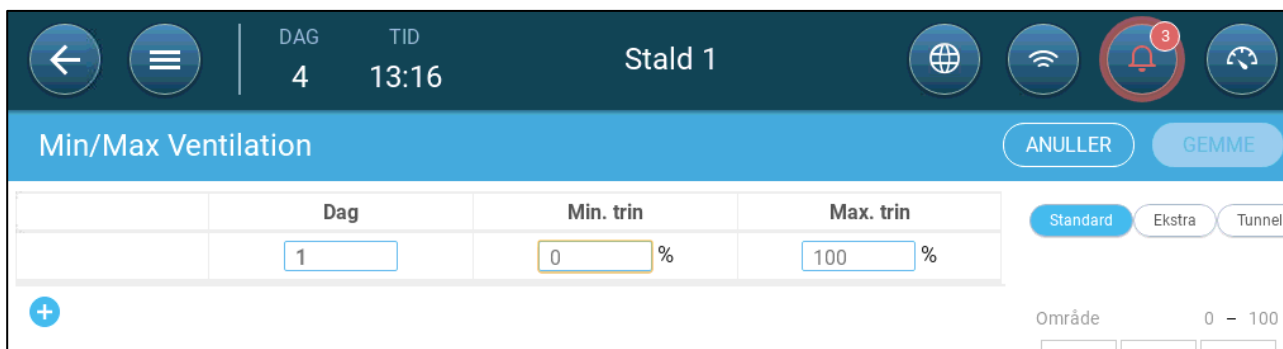 DAG TID
4 13:16
Stald 1
3
Min/Max Ventilation
ANULLER
GEMME
Dag Min. trin Max. trin
1 0 % 100 %
Standard Ekstra Tunnel
Område 0 – 100